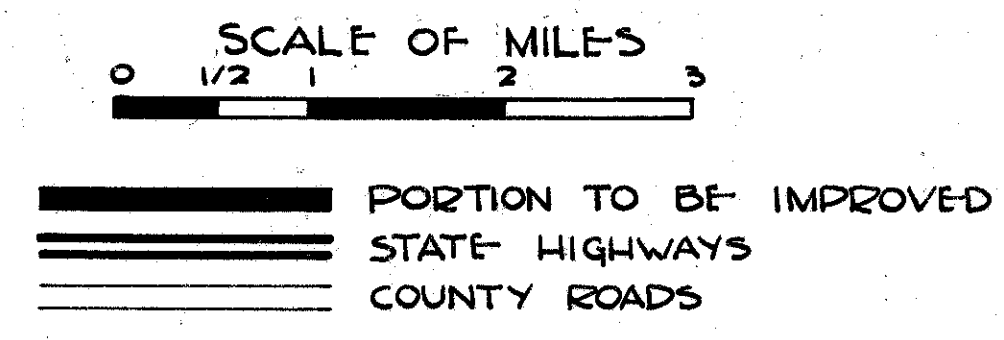 SCALE OF MILES
0 1/2 1 2 3
PORTION TO BE IMPROVED
STATE HIGHWAYS
COUNTY ROADS